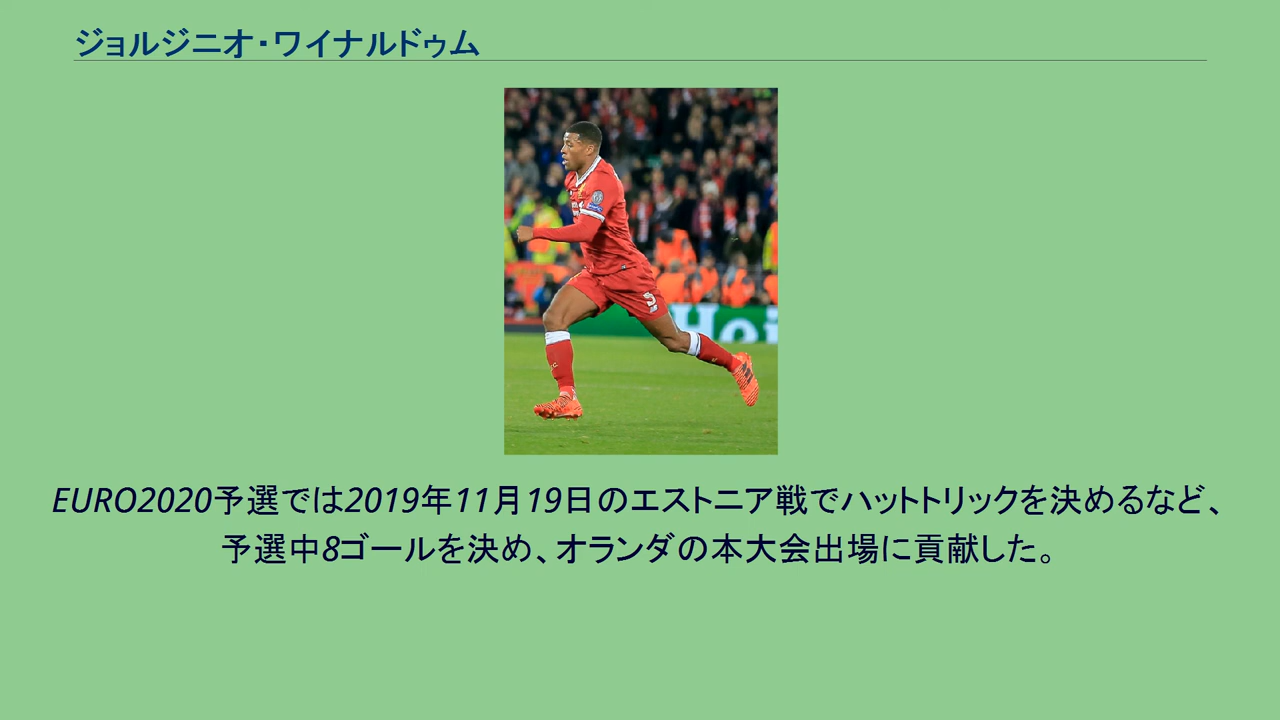 ジョルジニオ・ワイナルドゥム
5
Hei
EURO2020予選では2019年11月19日のエストニア戦でハットトリックを決めるなど、
予選中8ゴールを決め、オランダの本大会出場に貢献した。